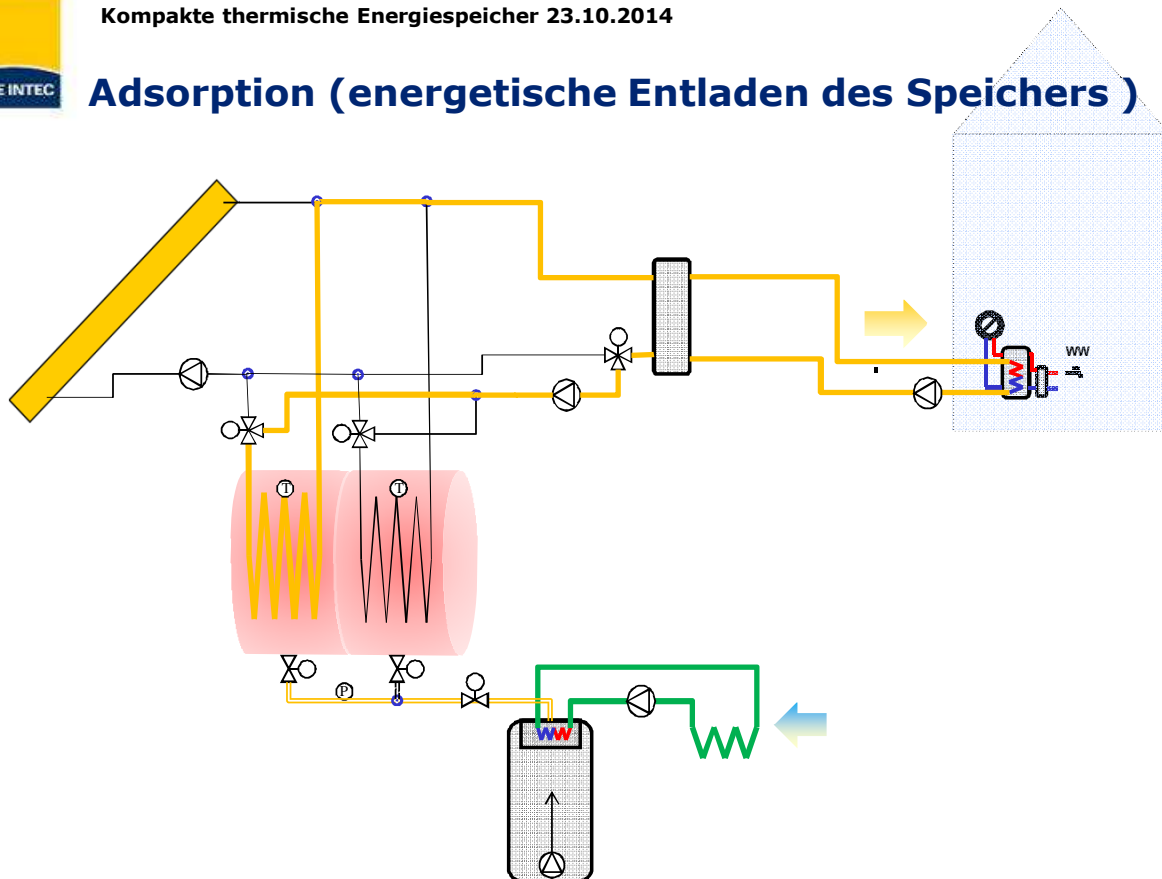 Kompakte thermische Energiespeicher 23.10.2014
E INTEC
Adsorption (energetische Entladen des Speichers )
WW
T
T
P